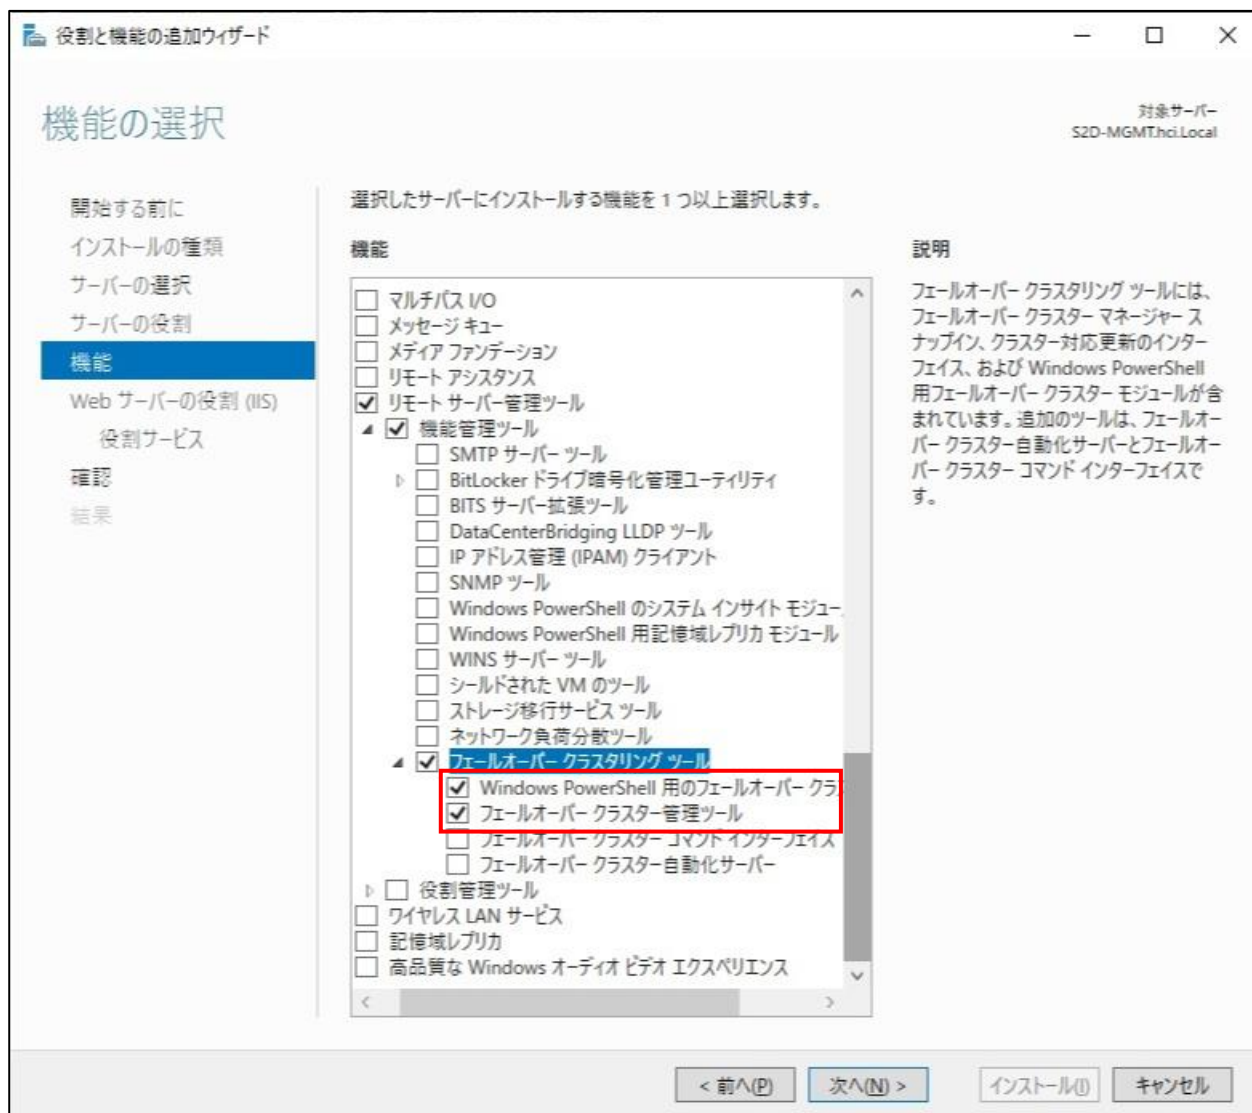 役割と機能の追加ウィザード
機能の選択
対象サーバー
S2D-MGMT.hci.Local
開始する前に
インストールの種類
サーバーの選択
サーバーの役割
機能
Web サーバーの役割 (IIS)
役割サービス
確認
結果
選択したサーバーにインストールする機能を 1 つ以上選択します。
機能
マルチパス I/O
メッセージ キュー
メディア ファンデーション
リモート アシスタンス
リモート サーバー管理ツール
機能管理ツール
SMTP サーバー ツール
BitLocker ドライブ暗号化管理ユーティリティ
BITS サーバー拡張ツール
DataCenterBridging LLDP ツール
IP アドレス管理 (IPAM) クライアント
SNMP ツール
Windows PowerShell のシステム インサイト モジュー
Windows PowerShell 用記憶域レプリカ モジュール
WINS サーバー ツール
シールドされた VM のツール
ストレージ移行サービス ツール
ネットワーク負荷分散ツール
フェールオーバー クラスタリング ツール
Windows PowerShell 用のフェールオーバー クラ
フェールオーバー クラスター管理ツール
フェールオーバー クラスター コマンド インターフェイス
フェールオーバー クラスター自動化サーバー
役割管理ツール
ワイヤレス LAN サービス
記憶域レプリカ
高品質な Windows オーディオ ビデオ エクスペリエンス
説明
フェールオーバー クラスタリング ツールには、
フェールオーバー クラスター マネージャー ス
ナップイン、クラスター対応更新のインター
フェイス、および Windows PowerShell
用フェールオーバー クラスター モジュールが含
まれています。追加のツールは、フェールオー
バー クラスター自動化サーバーとフェールオー
バー クラスター コマンド インターフェイスで
す。
< 前へ(P)
次へ(N) >
インストール(I)
キャンセル